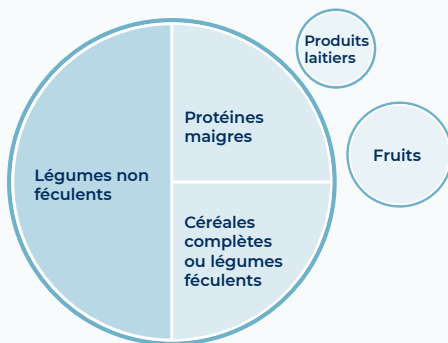 Produits
laitiers
Protéines
maigres
Fruits
Légumes non
féculents
Céréales
complètes
ou légumes
féculents